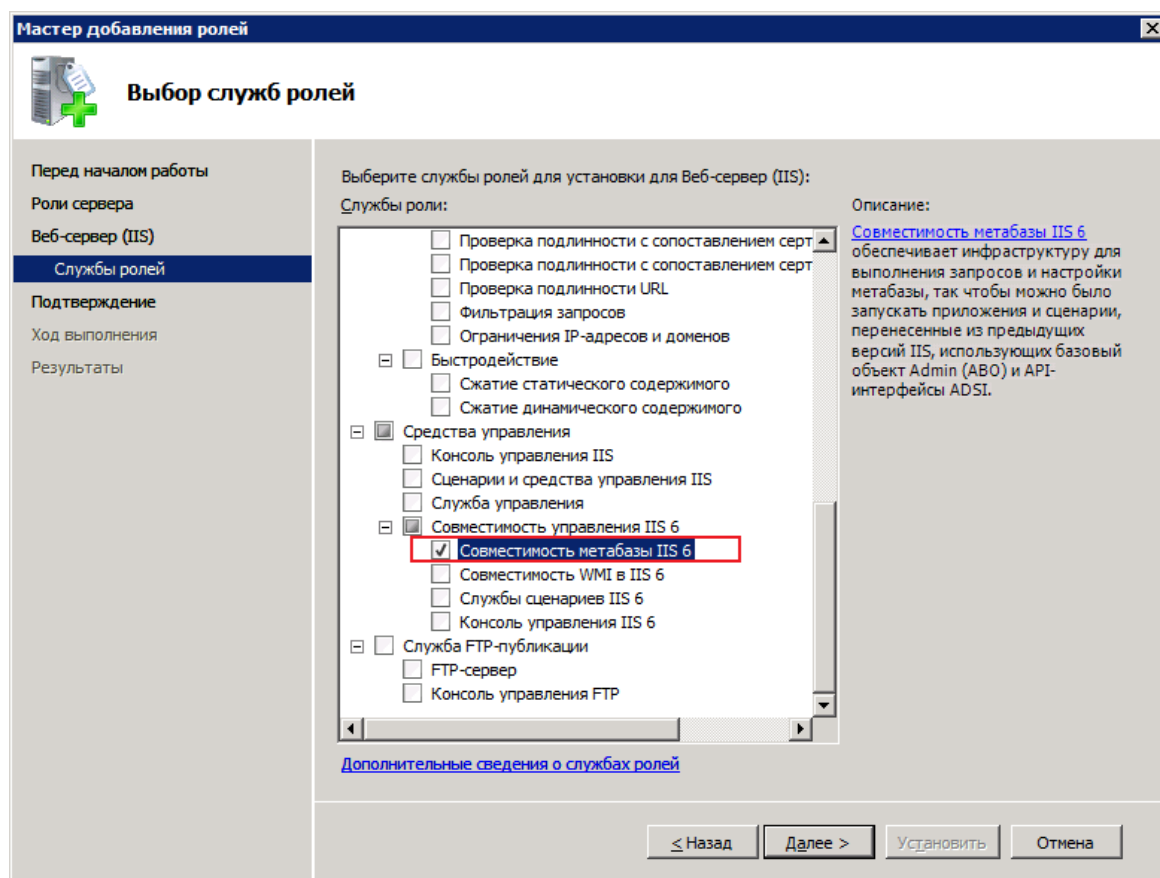 Мастер добавления ролей
Выбор служб ролей
Перед началом работы
Роли сервера
Веб-сервер (IIS)
Службы ролей
Подтверждение
Ход выполнения
Результаты
Выберите службы ролей для установки для Веб-сервер (IIS):
Службы роли:
Проверка подлинности с сопоставлением серт
Проверка подлинности с сопоставлением серт
Проверка подлинности URL
Фильтрация запросов
Ограничения IP-адресов и доменов
Быстродействие
Сжатие статического содержимого
Сжатие динамического содержимого
Средства управления
Консоль управления IIS
Сценарии и средства управления IIS
Служба управления
Совместимость управления IIS 6
Совместимость метабазы IIS 6
Совместимость WMI в IIS 6
Службы сценариев IIS 6
Консоль управления IIS 6
Служба FTP-публикации
FTP-сервер
Консоль управления FTP
Дополнительные сведения о службах ролей
Описание:
Совместимость метабазы IIS 6
обеспечивает инфраструктуру для
выполнения запросов и настройки
метабазы, так чтобы можно было
запускать приложения и сценарии,
перенесенные из предыдущих
версий IIS, использующих базовый
объект Admin (ABO) и API-
интерфейсы ADSI.
< Назад
Далее >
Установить
Отмена